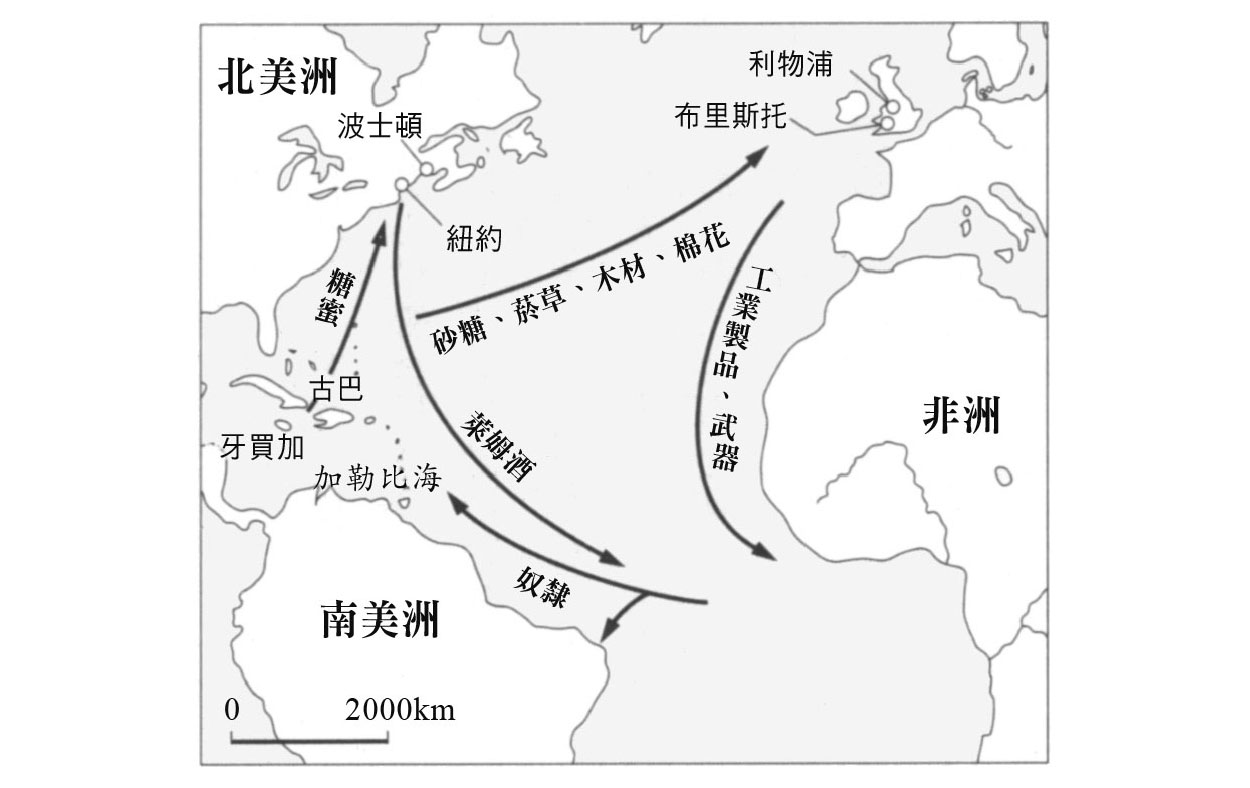 北美洲
利物浦
布里斯托
波士頓
紐約
糖蜜
砂糖、菸草、木材、棉花
工業製品、武器
古巴
牙買加
加勒比海
萊姆酒
非洲
奴隸
南美洲
0 2000km